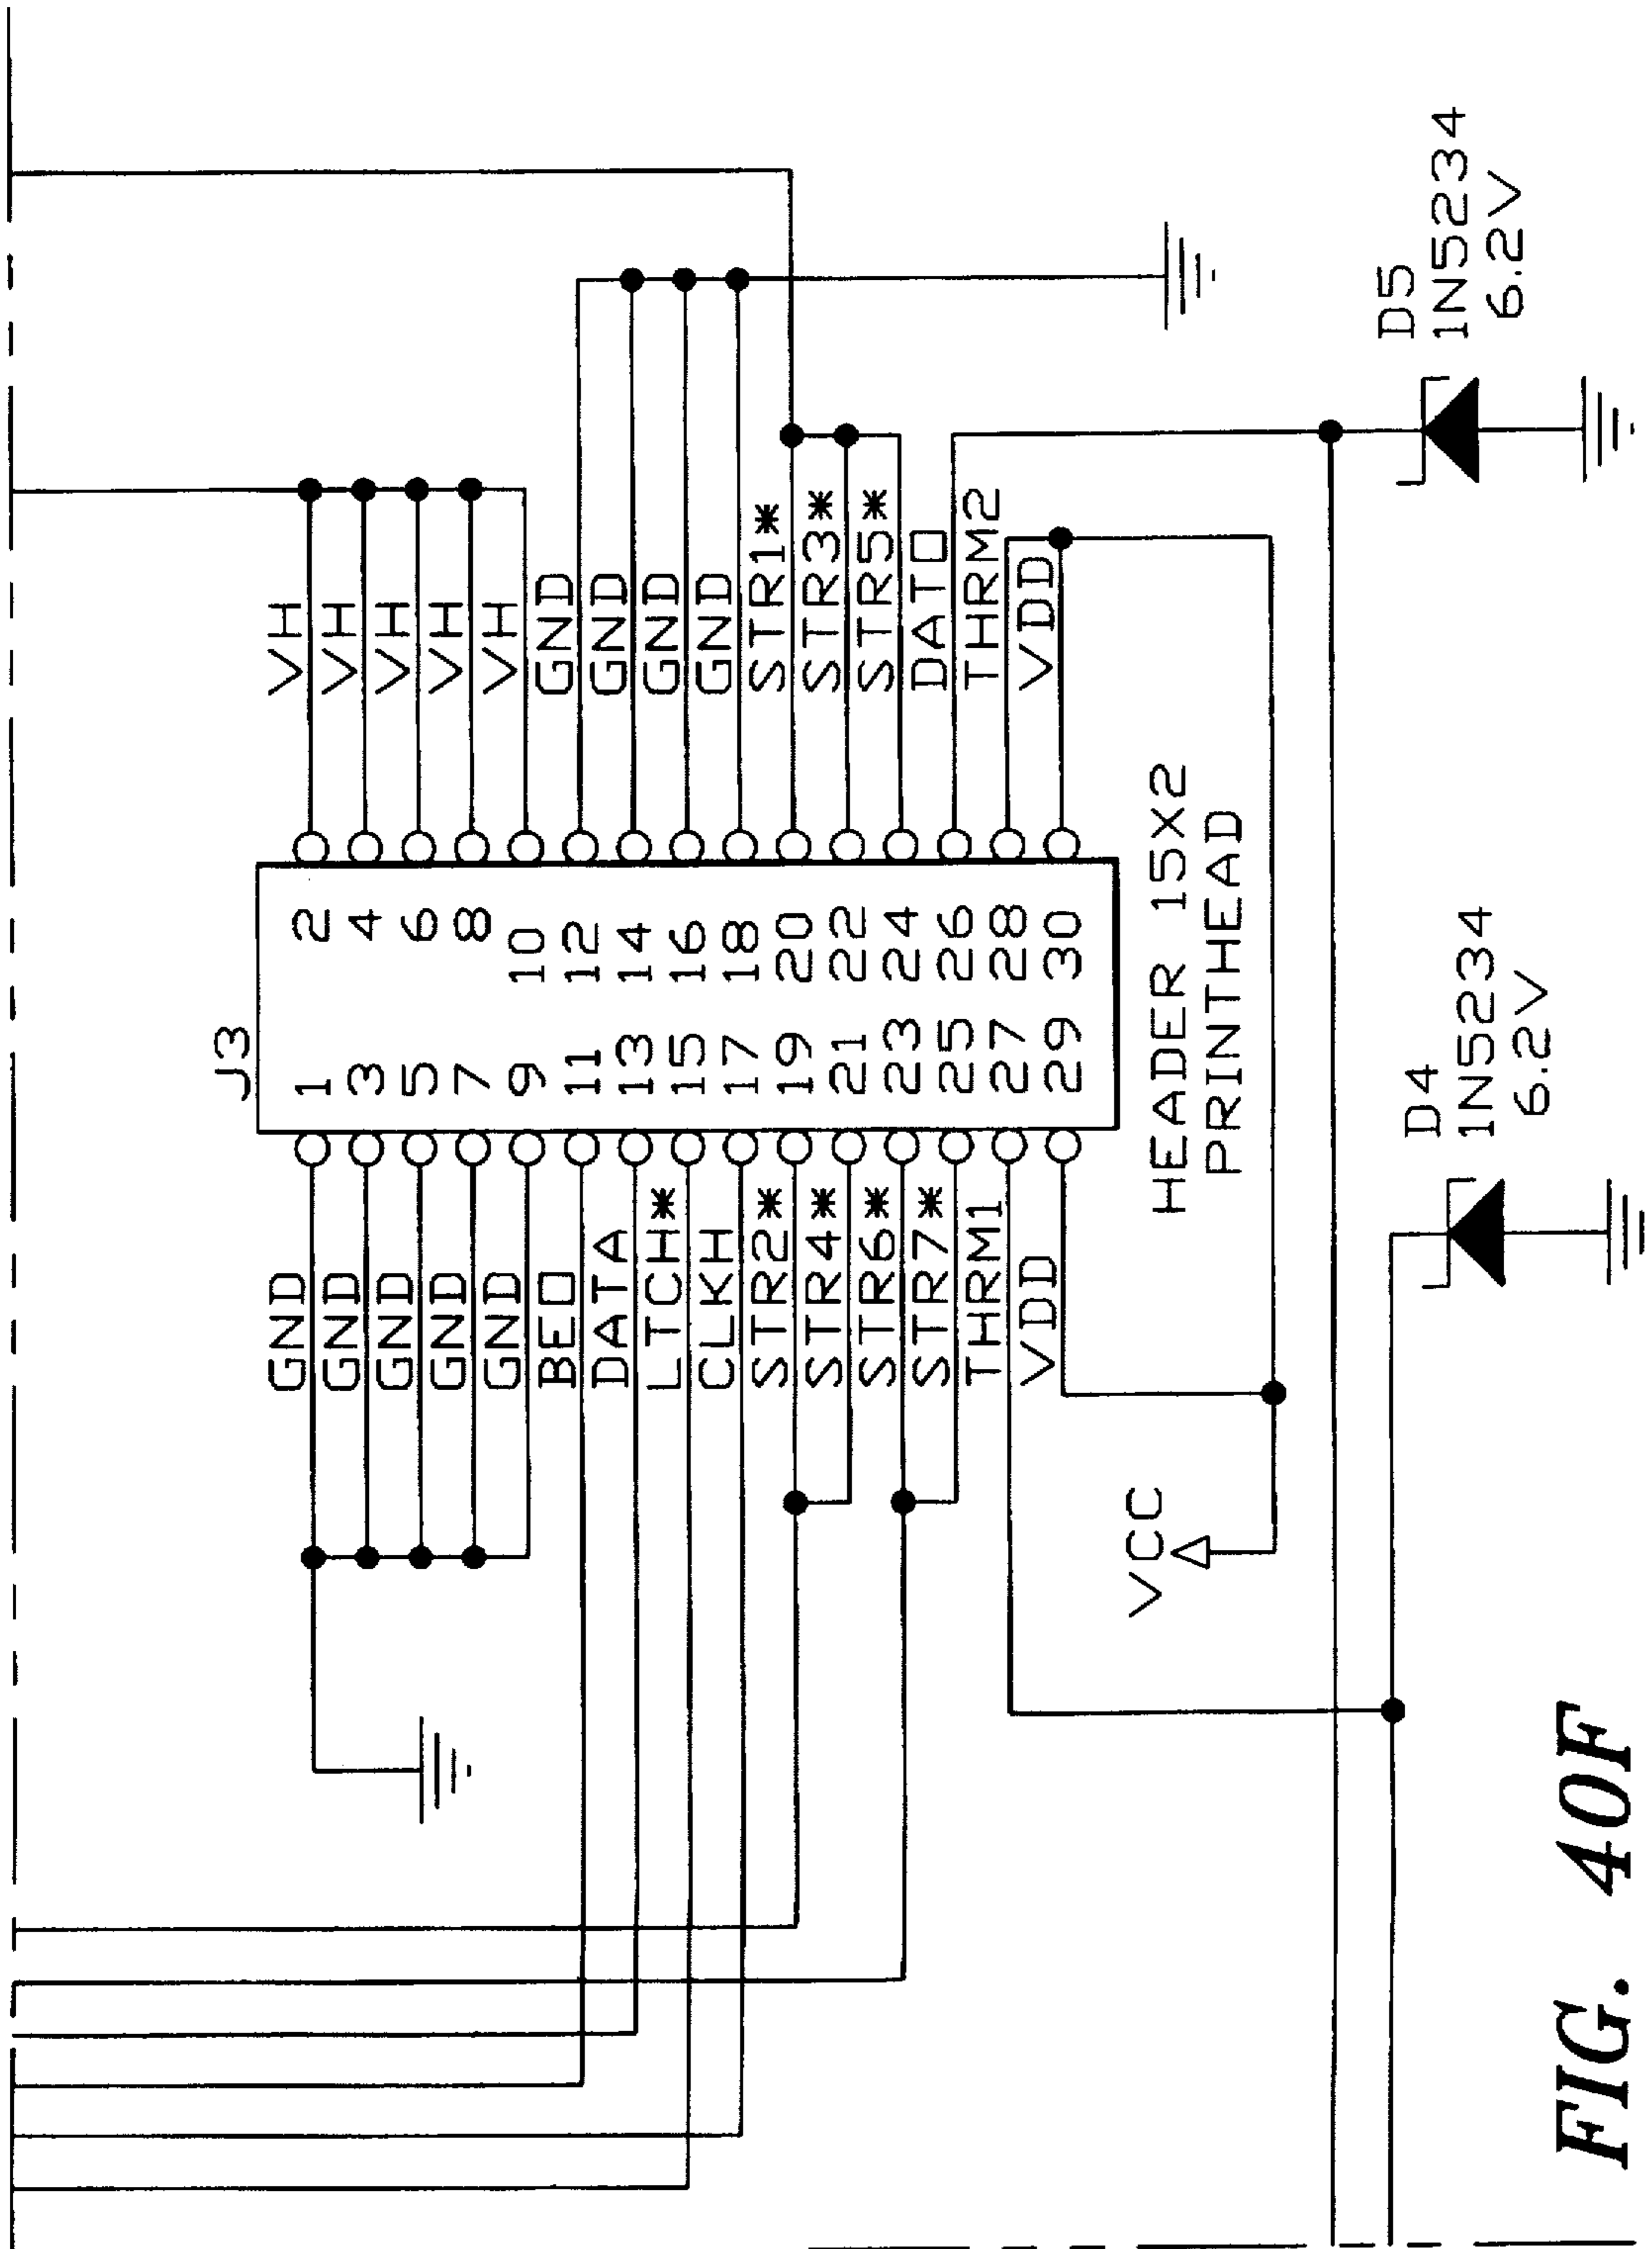 J3
GND 1 2 VH
GND 3 4 VH
GND 5 6 VH
GND 7 8 VH
GND 9 10 VH
BEO 11 12 GND
DATA 13 14 GND
LTCH* 15 16 GND
CLKH 17 18 GND
STR2* 19 20 STR1*
STR4* 21 22 STR3*
STR6* 23 24 STR5*
STR7* 25 26 DATO
THRM1 27 28 THRM2
VDD 29 30 VDD
HEADER 15X2
PRINTHEAD
VCC
D5
1N5234
6.2V
D4
1N5234
6.2V
FIG. 40F